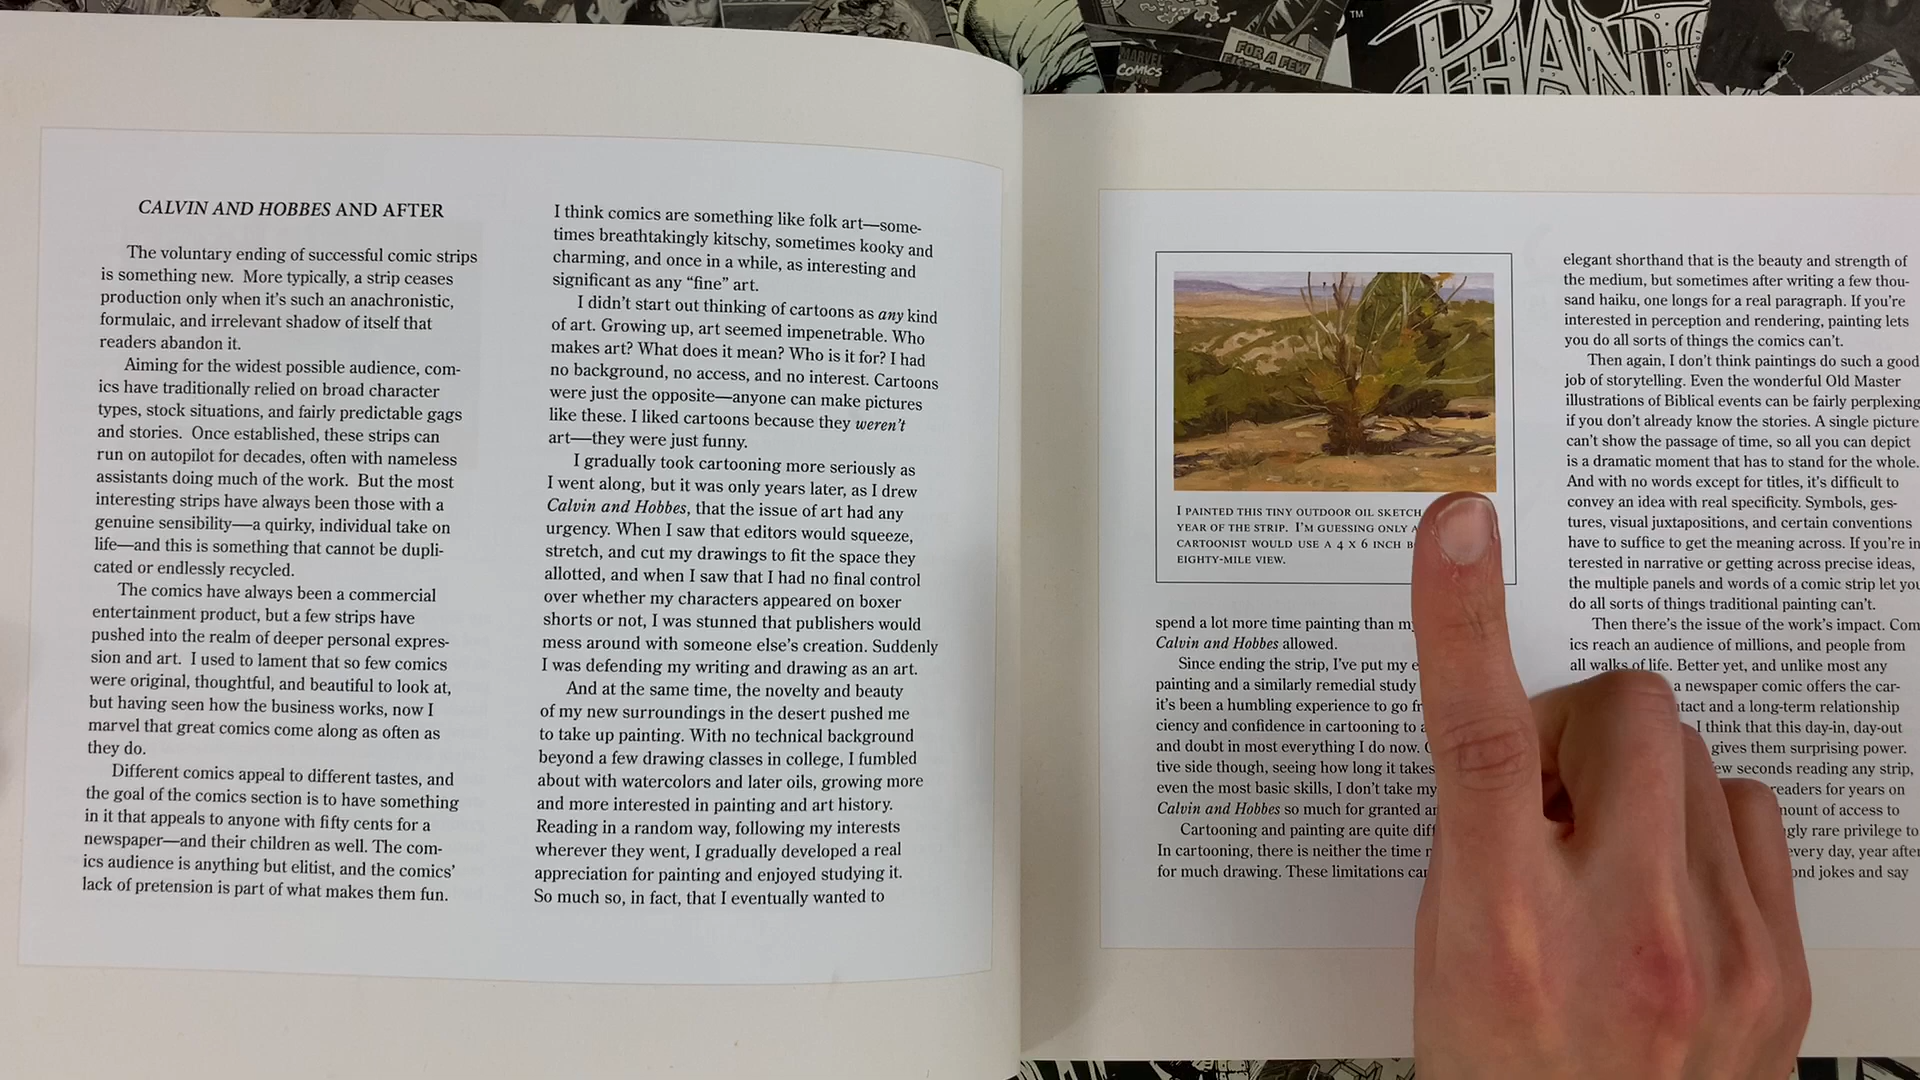 ™
MARVEL
COMICS
FOR A FEW
PHANT
UNCANNY
CALVIN AND HOBBES AND AFTER
The voluntary ending of successful comic strips
is something new. More typically, a strip ceases
production only when it's such an anachronistic,
formulaic, and irrelevant shadow of itself that
readers abandon it.
Aiming for the widest possible audience, com-
ics have traditionally relied on broad character
types, stock situations, and fairly predictable gags
and stories. Once established, these strips can
run on autopilot for decades, often with nameless
assistants doing much of the work. But the most
interesting strips have always been those with a
genuine sensibility—a quirky, individual take on
life—and this is something that cannot be dupli-
cated or endlessly recycled.
The comics have always been a commercial
entertainment product, but a few strips have
pushed into the realm of deeper personal expres-
sion and art. I used to lament that so few comics
were original, thoughtful, and beautiful to look at,
but having seen how the business works, now I
marvel that great comics come along as often as
they do.
Different comics appeal to different tastes, and
the goal of the comics section is to have something
in it that appeals to anyone with fifty cents for a
newspaper—and their children as well. The com-
ics audience is anything but elitist, and the comics'
lack of pretension is part of what makes them fun.
I think comics are something like folk art—some-
times breathtakingly kitschy, sometimes kooky and
charming, and once in a while, as interesting and
significant as any “fine” art.
I didn't start out thinking of cartoons as any kind
of art. Growing up, art seemed impenetrable. Who
makes art? What does it mean? Who is it for? I had
no background, no access, and no interest. Cartoons
were just the opposite—anyone can make pictures
like these. I liked cartoons because they weren't
art—they were just funny.
I gradually took cartooning more seriously as
I went along, but it was only years later, as I drew
Calvin and Hobbes, that the issue of art had any
urgency. When I saw that editors would squeeze,
stretch, and cut my drawings to fit the space they
allotted, and when I saw that I had no final control
over whether my characters appeared on boxer
shorts or not, I was stunned that publishers would
mess around with someone else's creation. Suddenly
I was defending my writing and drawing as an art.
And at the same time, the novelty and beauty
of my new surroundings in the desert pushed me
to take up painting. With no technical background
beyond a few drawing classes in college, I fumbled
about with watercolors and later oils, growing more
and more interested in painting and art history.
Reading in a random way, following my interests
wherever they went, I gradually developed a real
appreciation for painting and enjoyed studying it.
So much so, in fact, that I eventually wanted to
I PAINTED THIS TINY OUTDOOR OIL SKETCH
YEAR OF THE STRIP. I'M GUESSING ONLY A
CARTOONIST WOULD USE A 4 X 6 INCH
EIGHTY-MILE VIEW.
spend a lot more time painting than
Calvin and Hobbes allowed.
Since ending the strip, I've put my
painting and a similarly remedial study
it's been a humbling experience to go
ciency and confidence in cartooning to
and doubt in most everything I do now.
tive side though, seeing how long it takes
even the most basic skills, I don't take my
Calvin and Hobbes so much for granted
Cartooning and painting are quite
In cartooning, there is neither the time
for much drawing. These limitations
elegant shorthand that is the beauty and strength of
the medium, but sometimes after writing a few thou-
sand haiku, one longs for a real paragraph. If you're
interested in perception and rendering, painting lets
you do all sorts of things the comics can't.
Then again, I don't think paintings do such a good
job of storytelling. Even the wonderful Old Master
illustrations of Biblical events can be fairly perplexing
if you don't already know the stories. A single picture
can't show the passage of time, so all you can depict
is a dramatic moment that has to stand for the whole.
And with no words except for titles, it's difficult to
convey an idea with real specificity. Symbols, ges-
tures, visual juxtapositions, and certain conventions
have to suffice to get the meaning across. If you're in
terested in narrative or getting across precise ideas,
the multiple panels and words of a comic strip let you
do all sorts of things traditional painting can't.
Then there's the issue of the work's impact. Com
ics reach an audience of millions, and people from
all walks of life. Better yet, and unlike most any
a newspaper comic offers the car-
and a long-term relationship
I think that this day-in, day-out
gives them surprising power.
seconds reading any strip,
readers for years on
of access to
rare privilege to
every day, year after
jokes and say